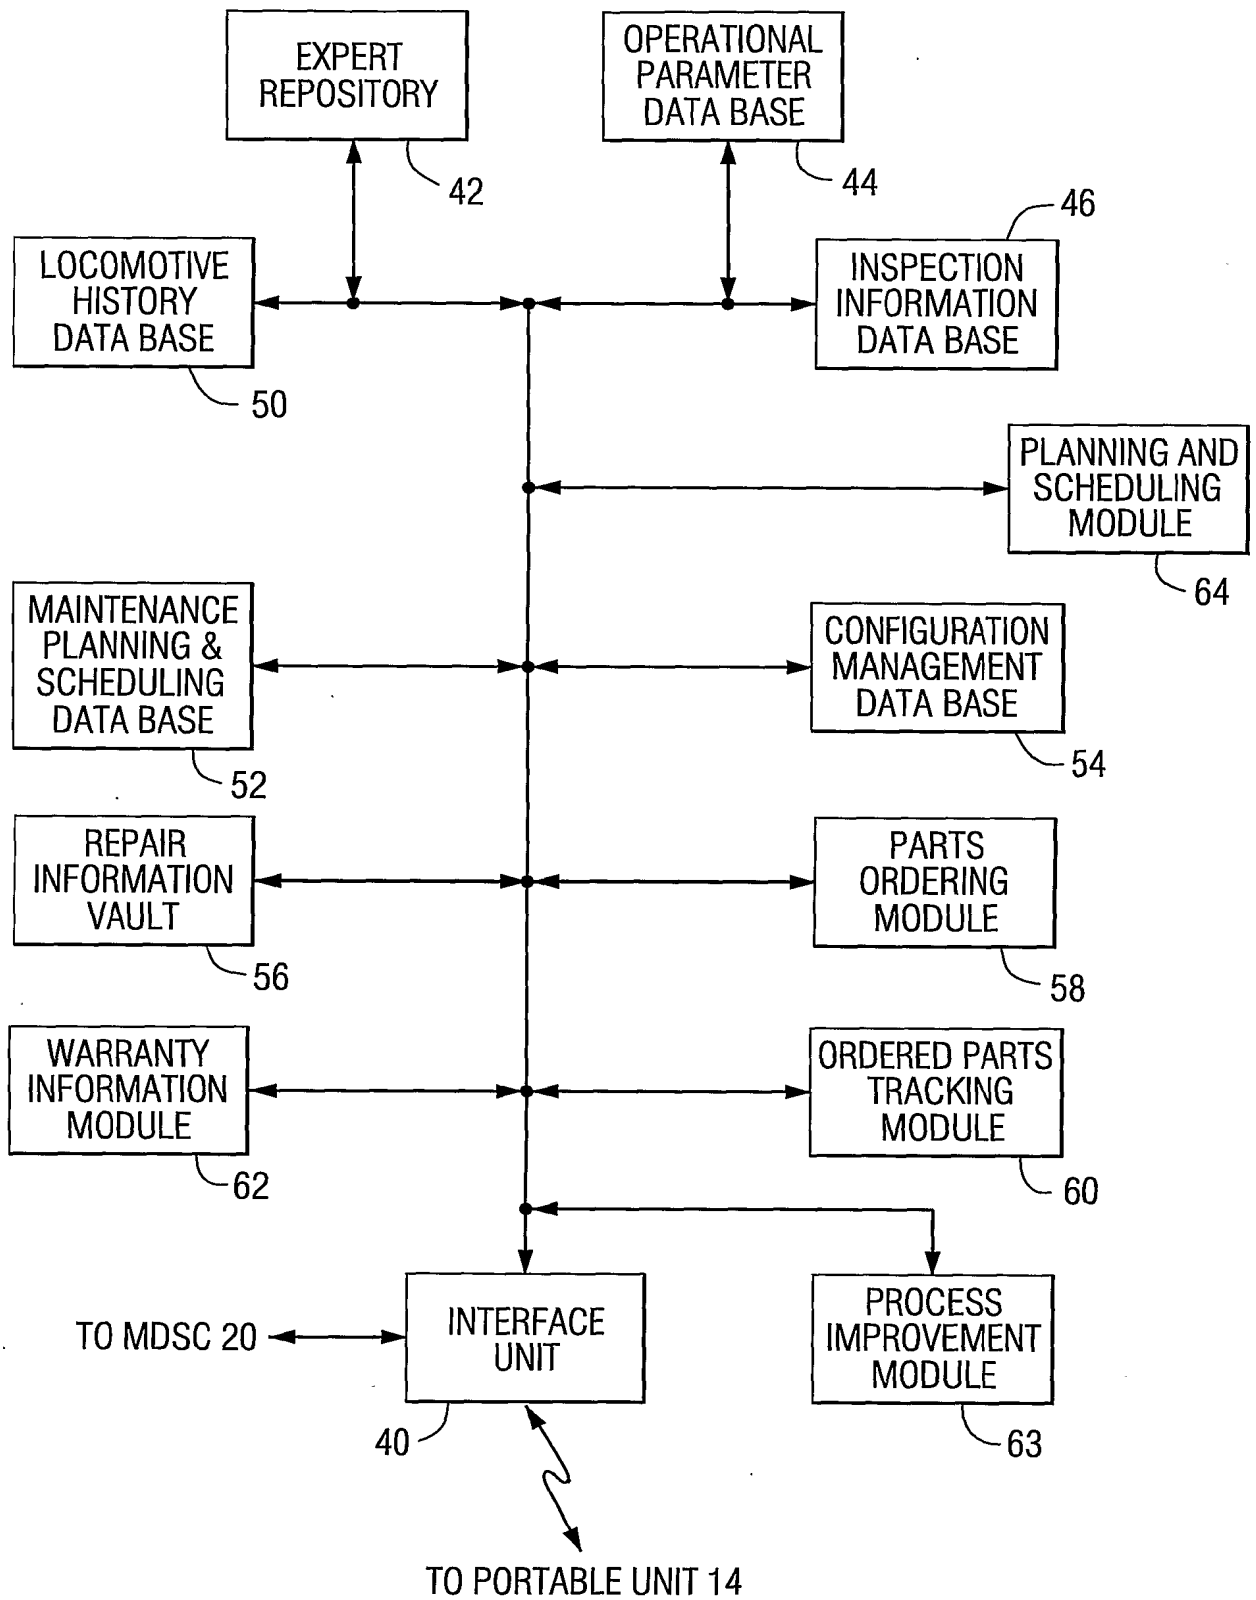 EXPERT
REPOSITORY
42
OPERATIONAL
PARAMETER
DATA BASE
44
46
LOCOMOTIVE
HISTORY
DATA BASE
50
INSPECTION
INFORMATION
DATA BASE
PLANNING AND
SCHEDULING
MODULE
64
MAINTENANCE
PLANNING &
SCHEDULING
DATA BASE
52
CONFIGURATION
MANAGEMENT
DATA BASE
54
REPAIR
INFORMATION
VAULT
56
PARTS
ORDERING
MODULE
58
WARRANTY
INFORMATION
MODULE
62
ORDERED PARTS
TRACKING
MODULE
60
TO MDSC 20
INTERFACE
UNIT
40
PROCESS
IMPROVEMENT
MODULE
63
TO PORTABLE UNIT 14